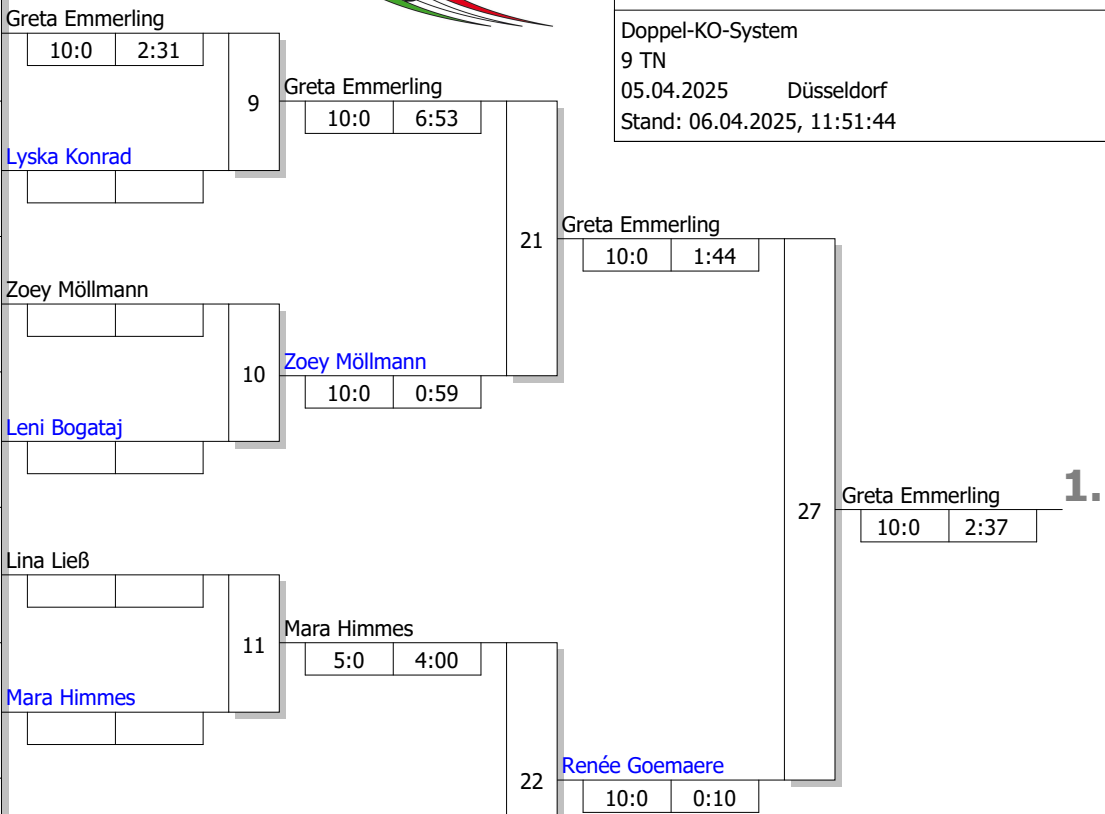 Greta Emmerling
10:0 2:31
9
Lyska Konrad
Greta Emmerling
10:0 6:53
Doppel-KO-System
9 TN
05.04.2025 Düsseldorf
Stand: 06.04.2025, 11:51:44
21
Zoey Möllmann
10
Leni Bogataj
Zoey Möllmann
10:0 0:59
Greta Emmerling
10:0 1:44
27
Greta Emmerling 1.
10:0 2:37
Lina Ließ
11
Mara Himmes
Mara Himmes
5:0 4:00
22
Renée Goemaere
10:0 0:10